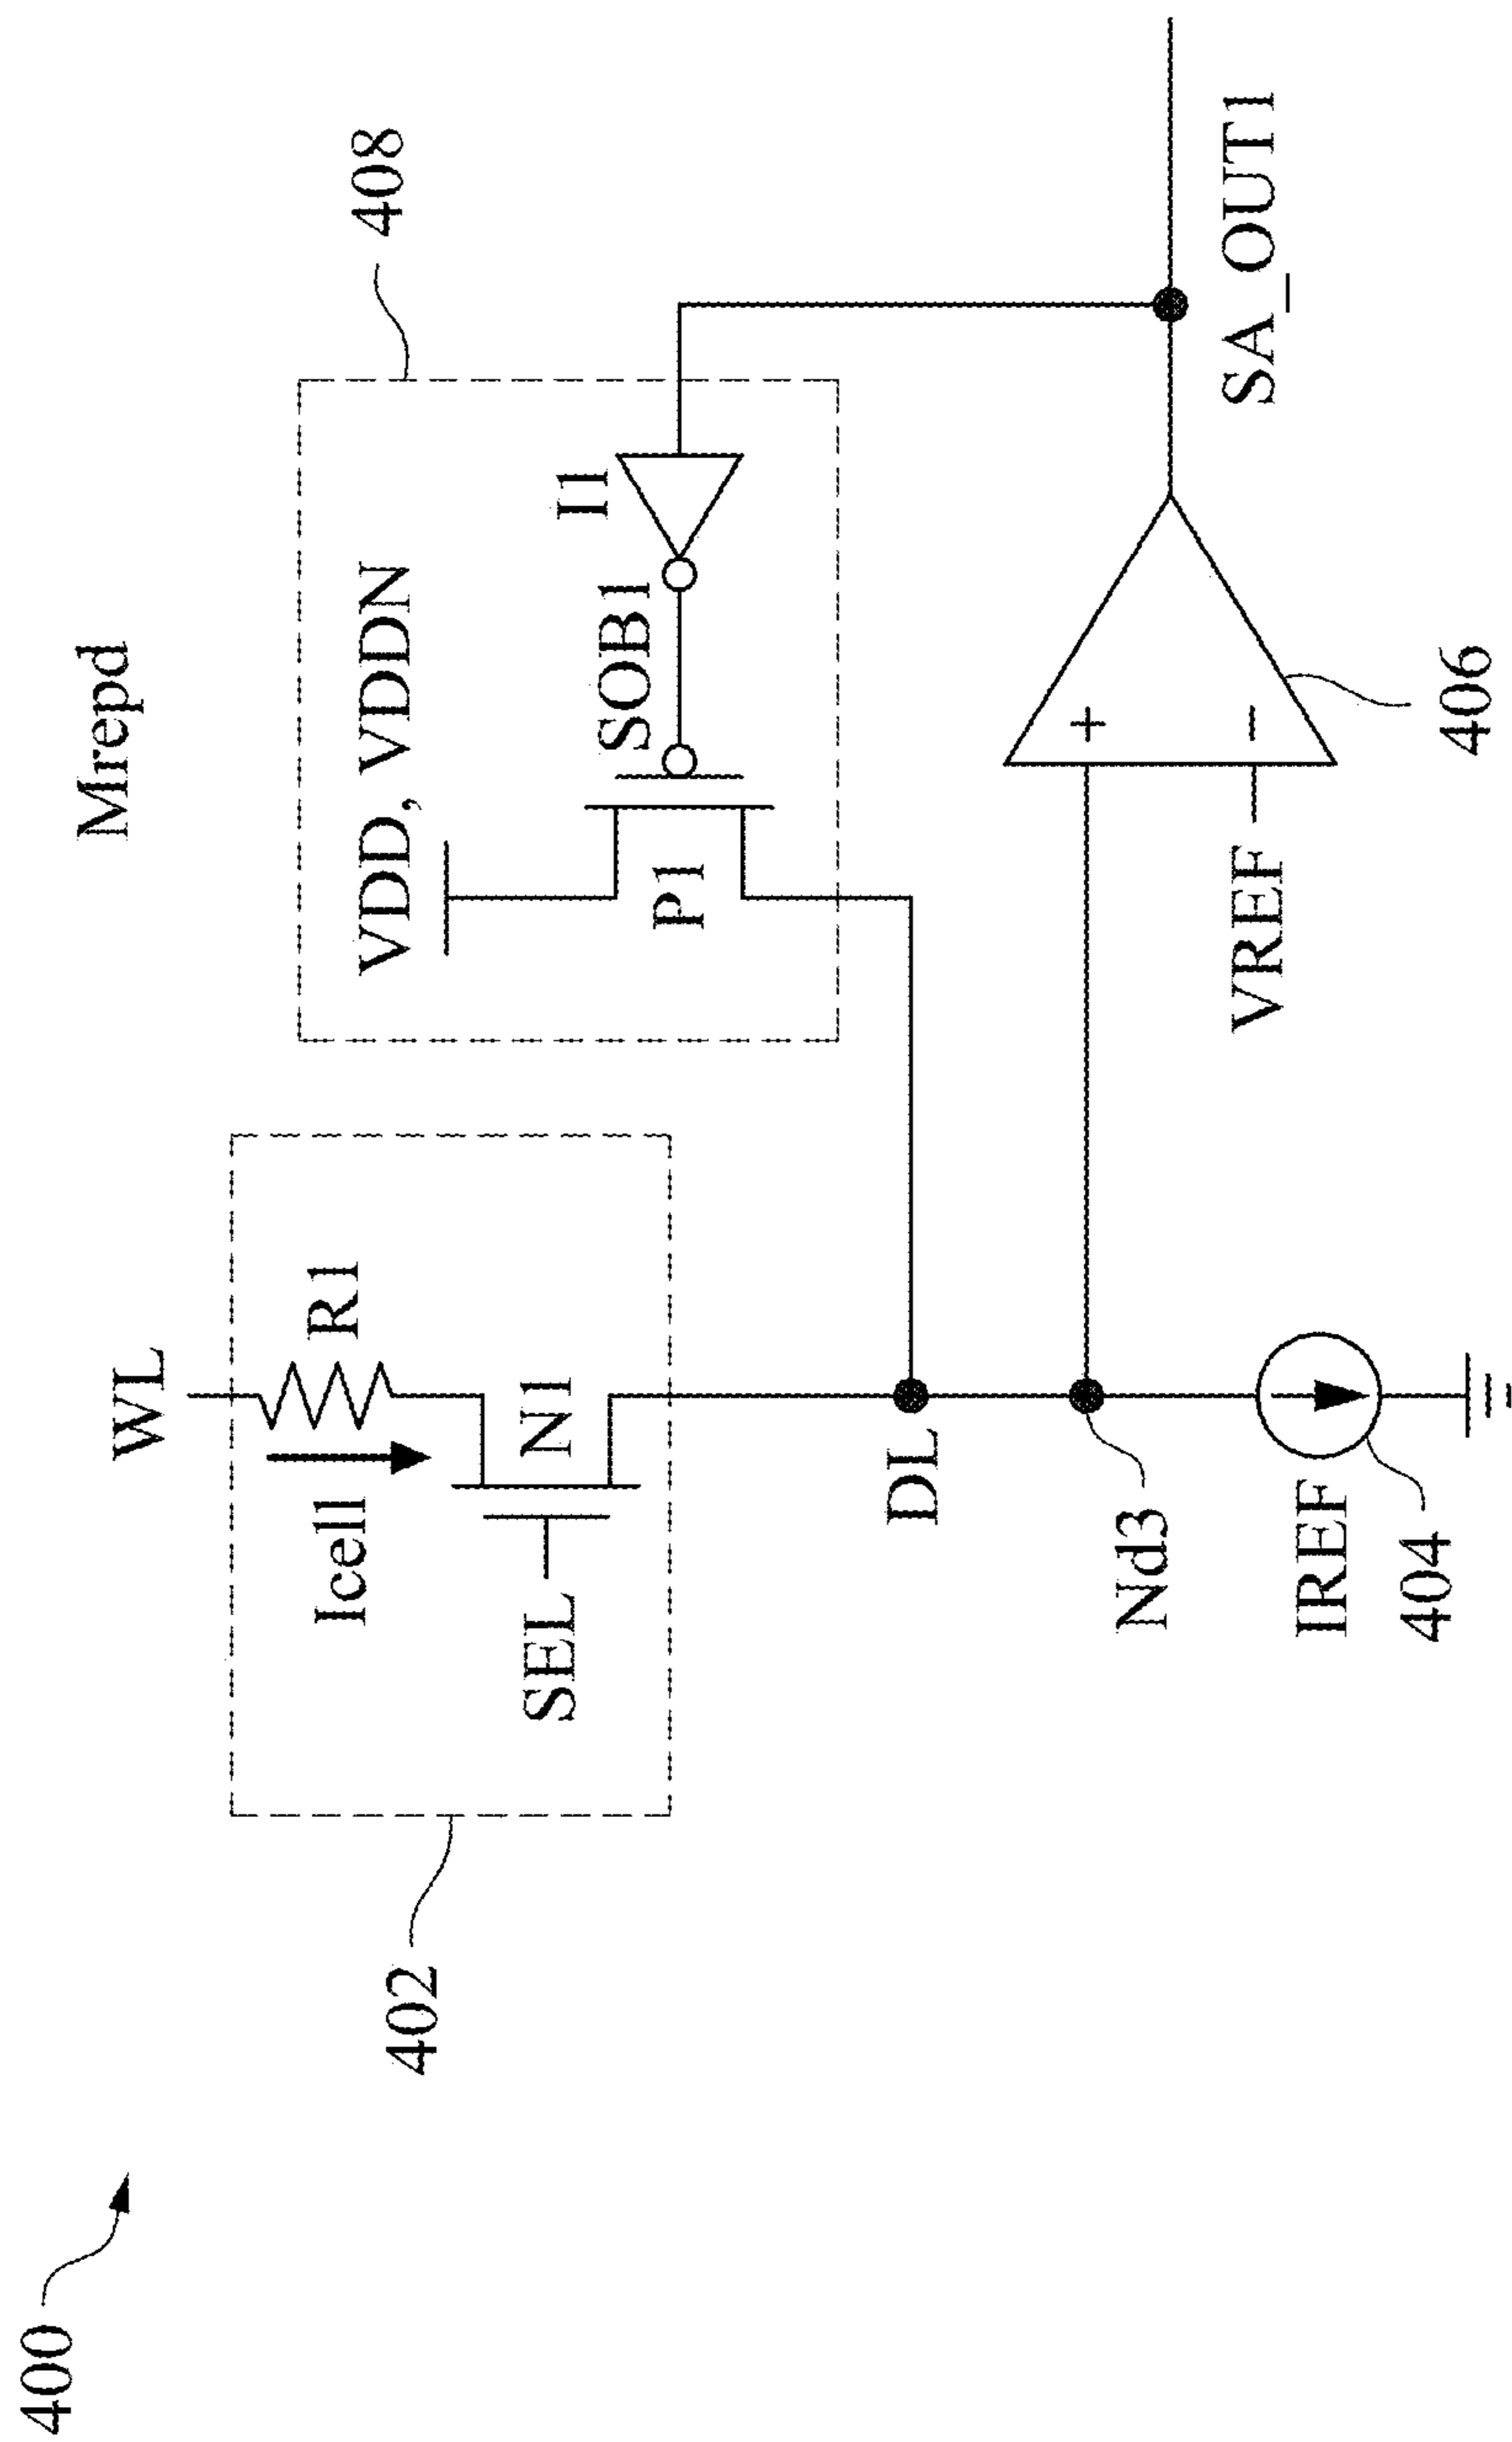 400
Mrepd
WL
408
402
R1
Icell
VDD, VDDN
I1
SEL
N1
P1
SOB1
DL
Nd3
VREF
+
−
SA_OUT1
IREF
404
406